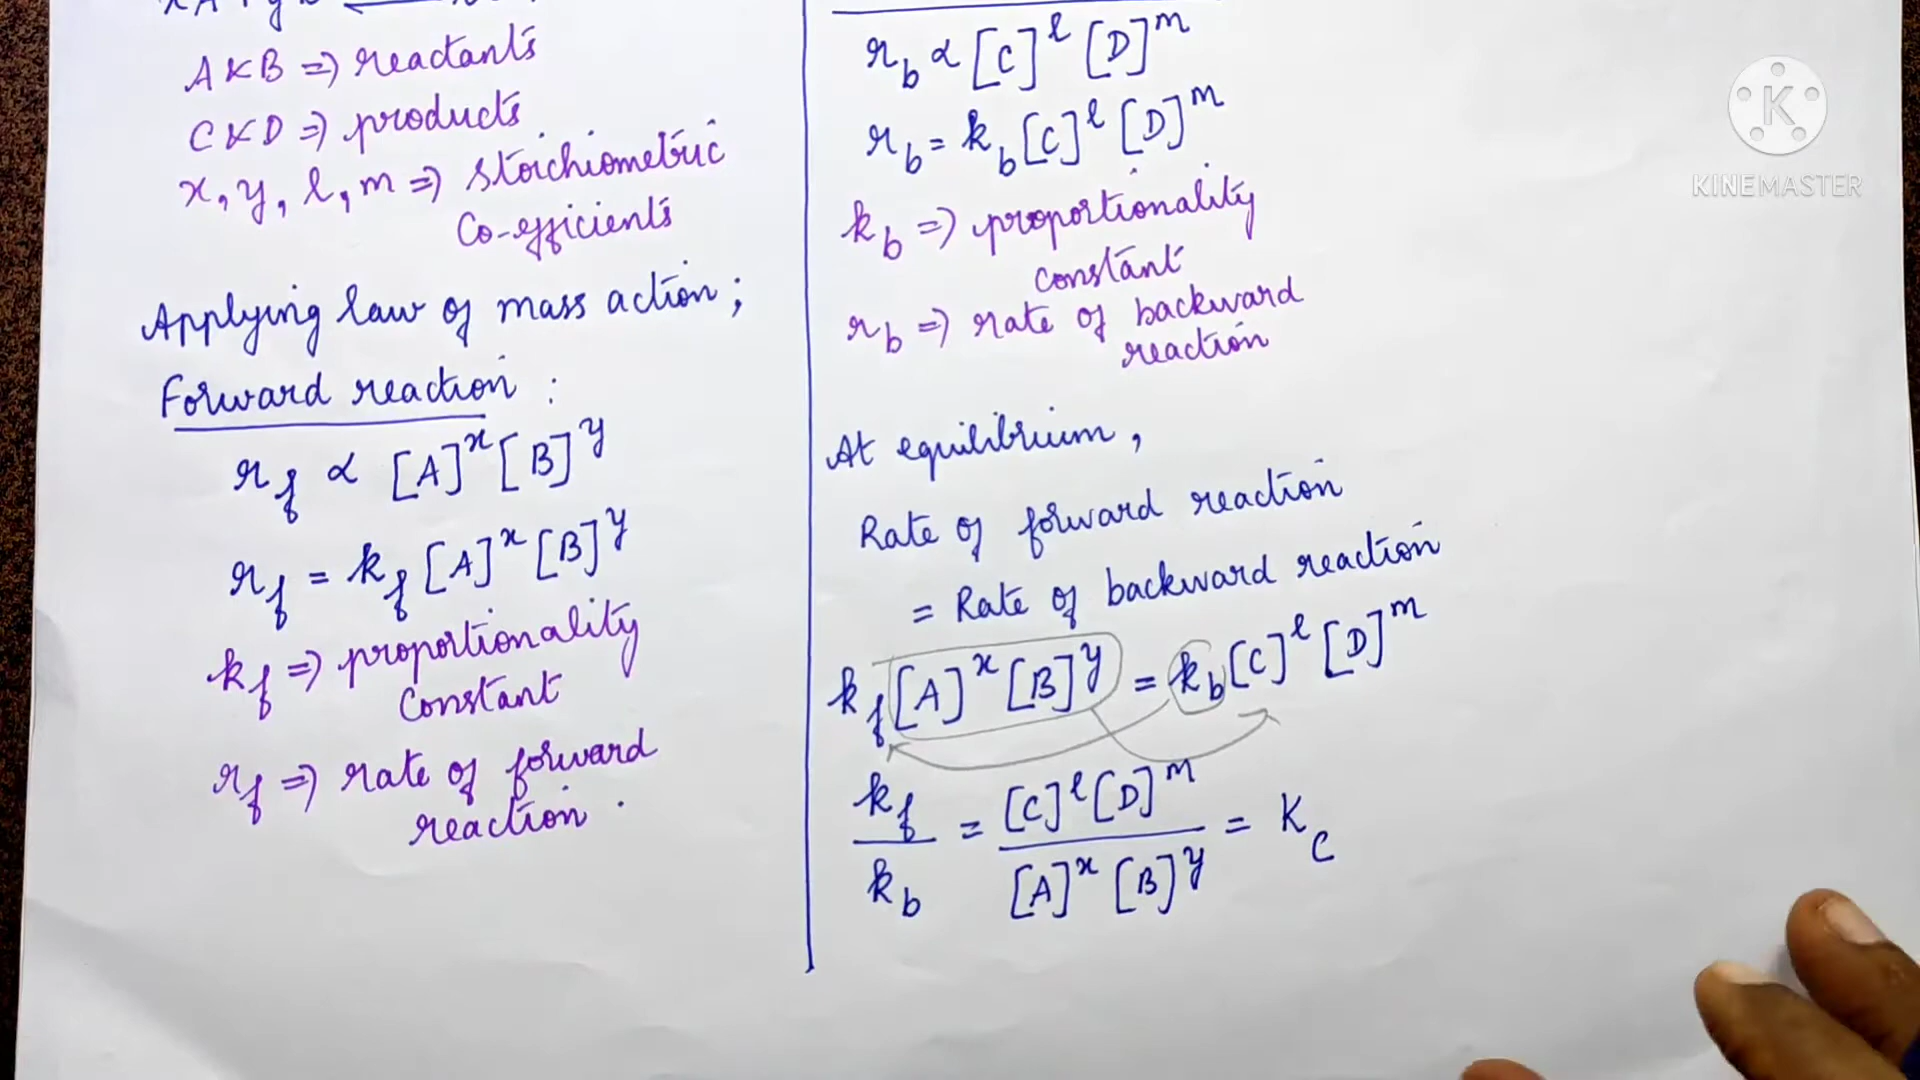 A & B => reactants
C & D => products
x, y, l, m => Stoichiometric
Co-efficients
Applying law of mass action ;
Forward reaction :
r_f ∝ [A]^x [B]^y
r_f = k_f [A]^x [B]^y
k_f => proportionality
Constant
r_f => rate of forward
reaction .
r_b ∝ [C]^l [D]^m
r_b = k_b [C]^l [D]^m
k_b => proportionality
constant
r_b => rate of backward
reaction
At equilibrium ,
Rate of forward reaction
= Rate of backward reaction
k_f [A]^x [B]^y = k_b [C]^l [D]^m
k_f / k_b = [C]^l [D]^m / [A]^x [B]^y = K_c
K
KINEMASTER